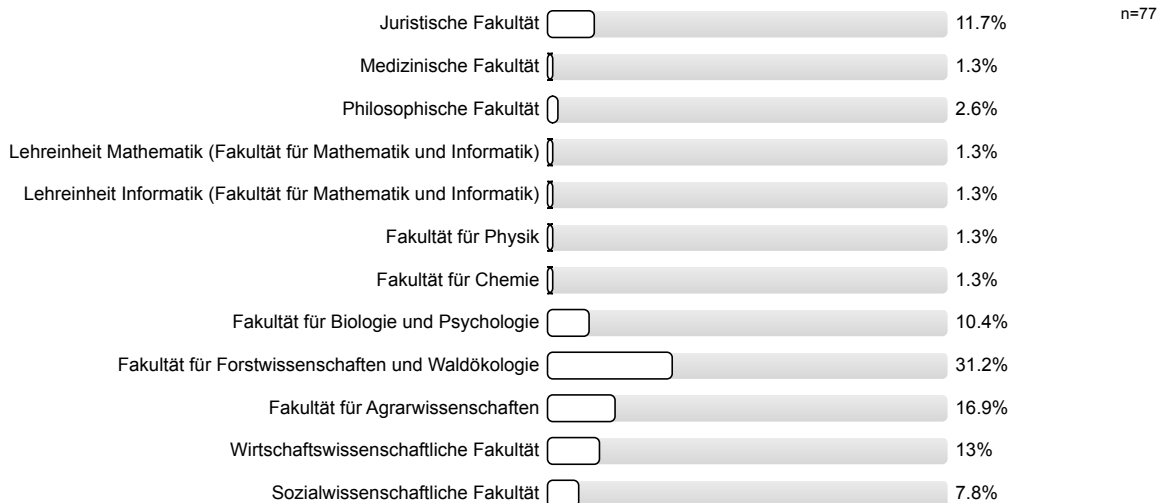 Juristische Fakultät 11.7% n=77
Medizinische Fakultät 1.3%
Philosophische Fakultät 2.6%
Lehreinheit Mathematik (Fakultät für Mathematik und Informatik) 1.3%
Lehreinheit Informatik (Fakultät für Mathematik und Informatik) 1.3%
Fakultät für Physik 1.3%
Fakultät für Chemie 1.3%
Fakultät für Biologie und Psychologie 10.4%
Fakultät für Forstwissenschaften und Waldökologie 31.2%
Fakultät für Agrarwissenschaften 16.9%
Wirtschaftswissenschaftliche Fakultät 13%
Sozialwissenschaftliche Fakultät 7.8%